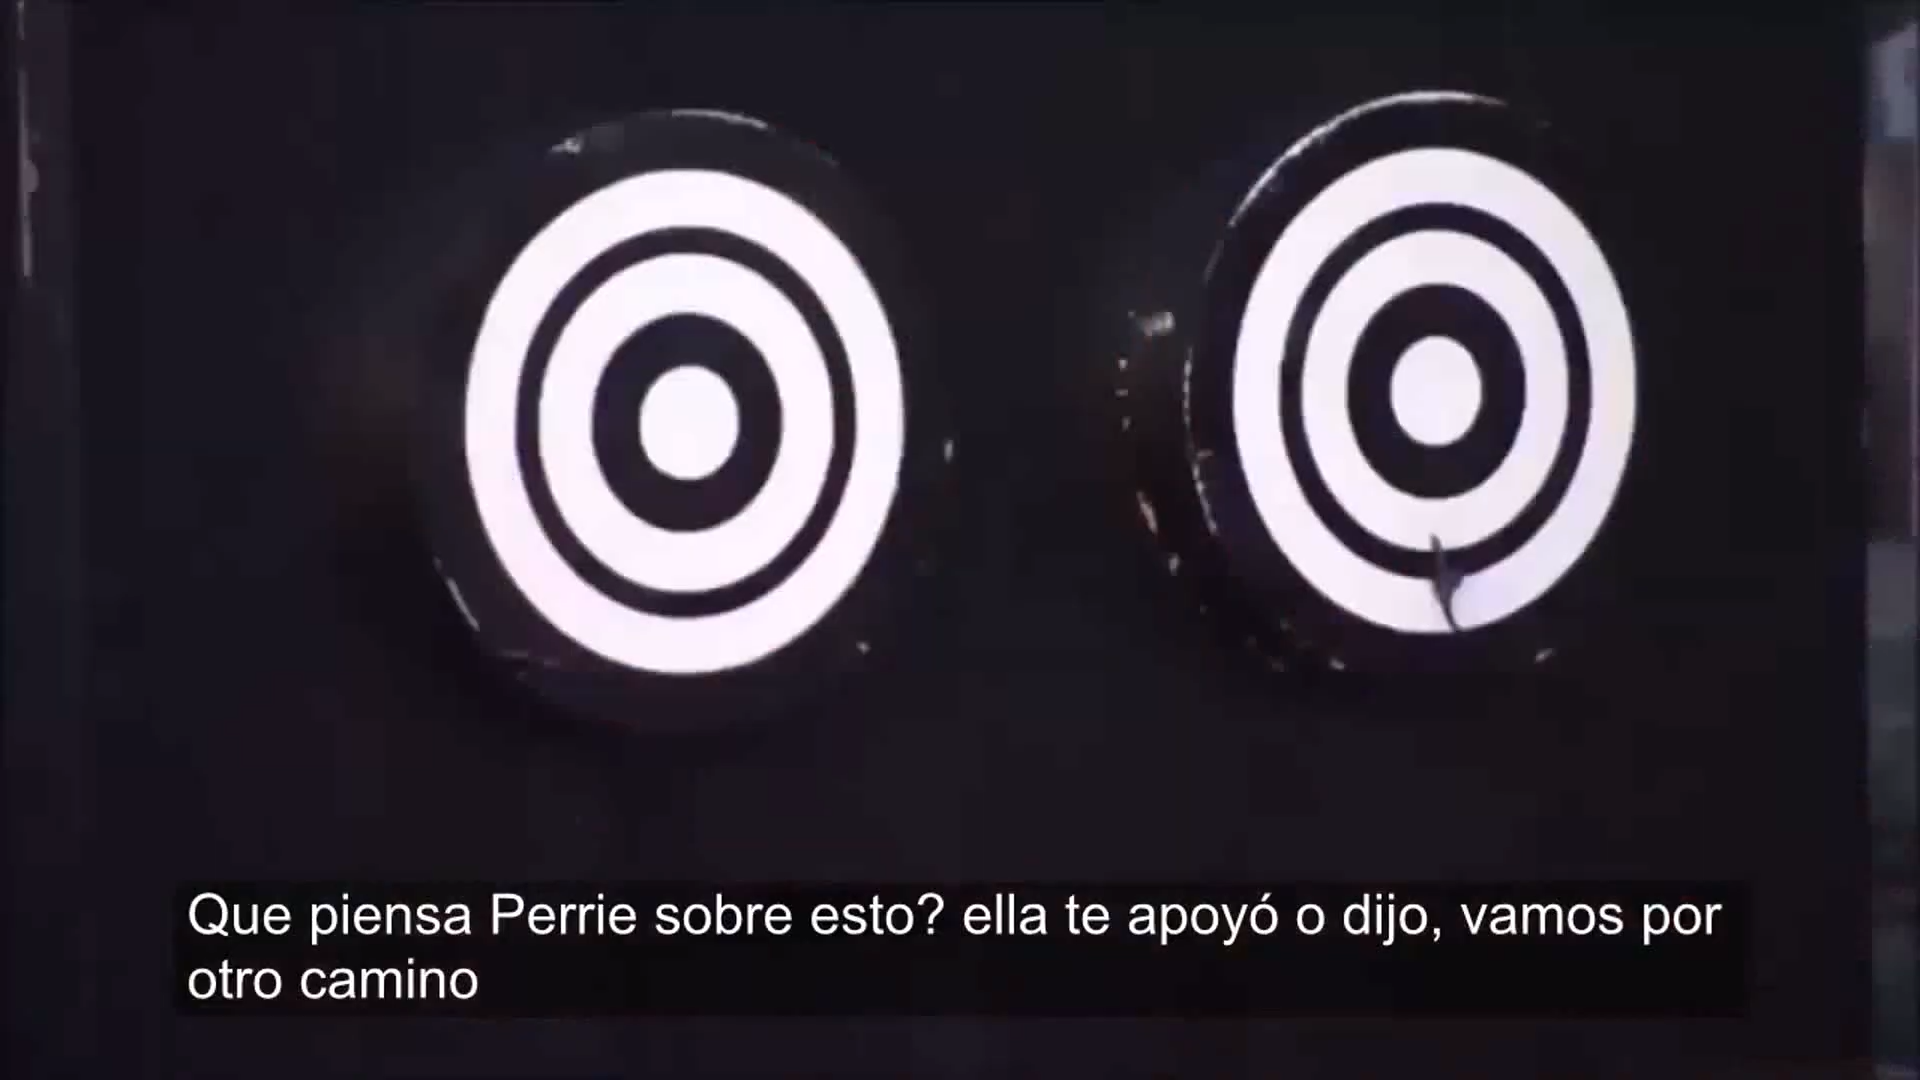 Que piensa Perrie sobre esto? ella te apoyó o dijo, vamos por
otro camino